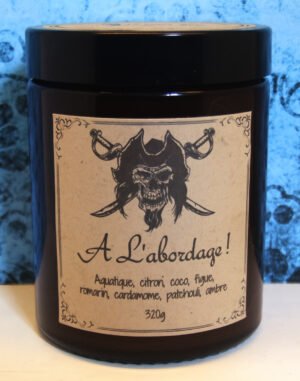 A L'abordage !
Aquatique, citron, coco, figue,
romarin, cardamome, patchouli, ambre
320g